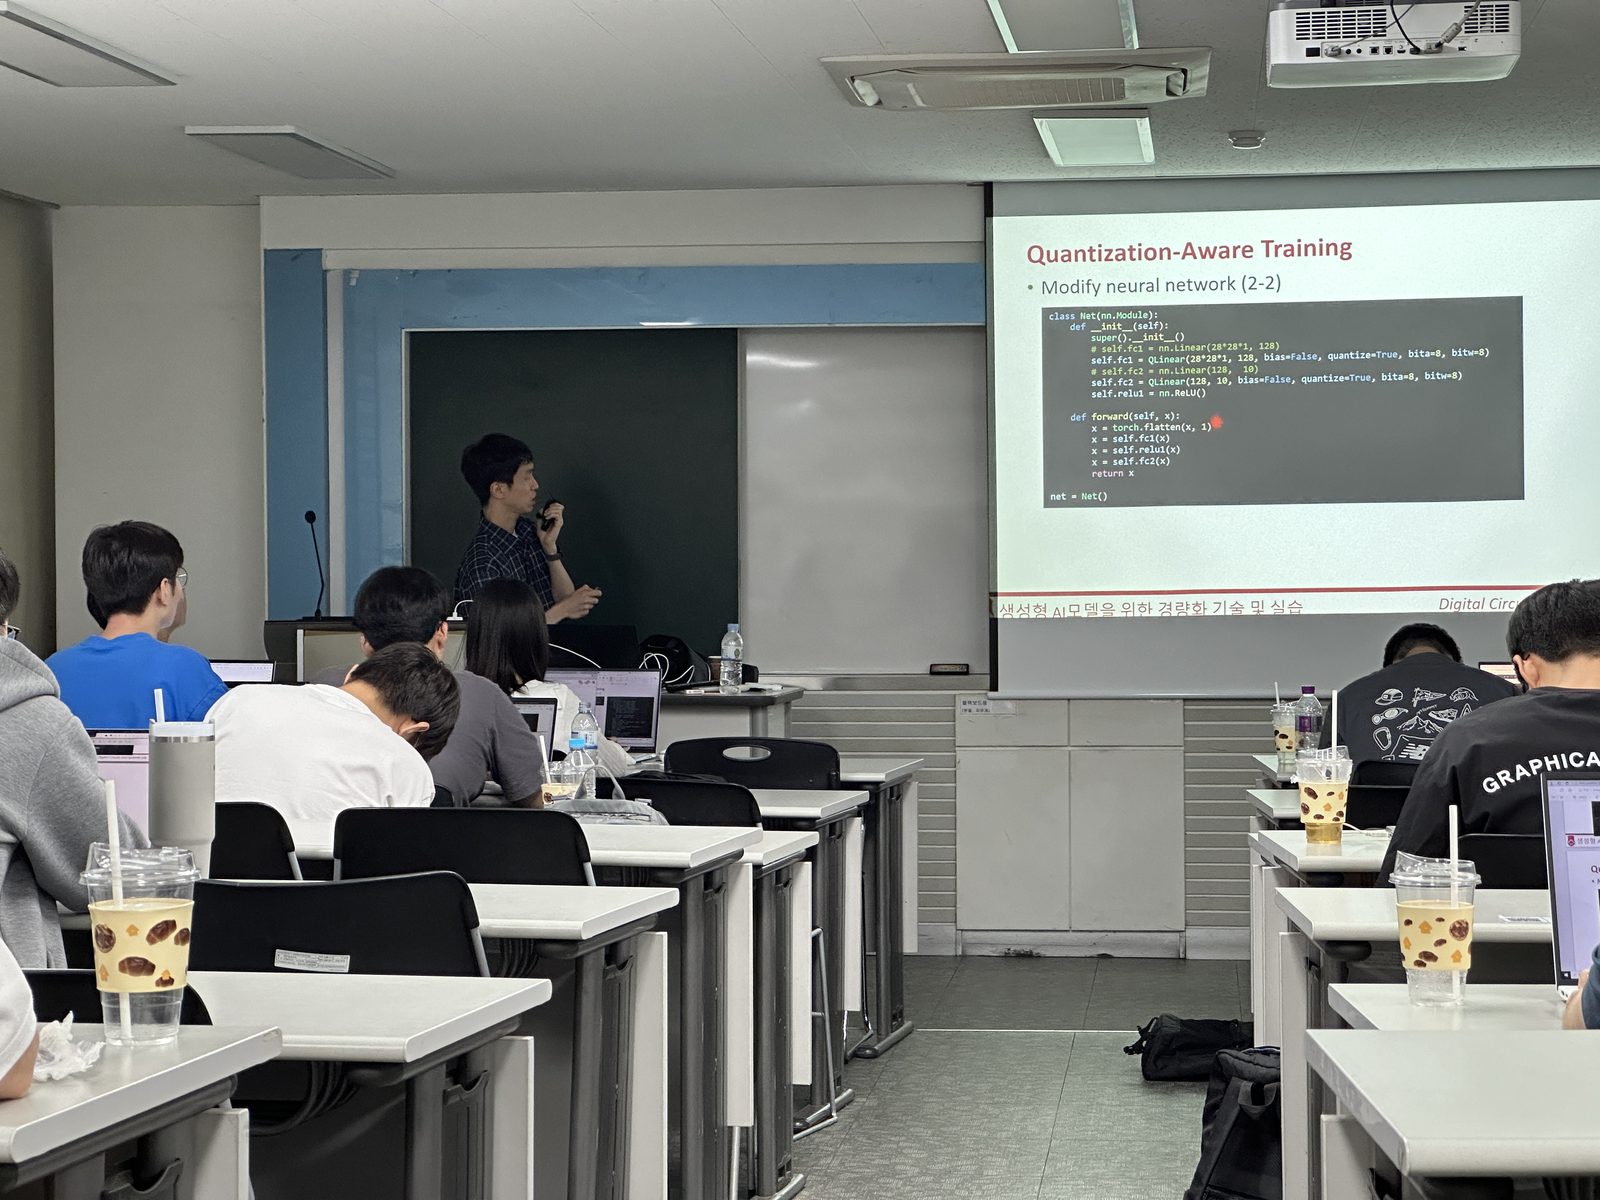 Quantization-Aware Training
• Modify neural network (2-2)
class Net(nn.Module):
def __init__(self):
super().__init__()
# self.fc1 = nn.Linear(28*28*1, 128)
self.fc1 = QLinear(28*28*1, 128, bias=False, quantize=True, bita=8, bitw=8)
# self.fc2 = nn.Linear(128, 10)
self.fc2 = QLinear(128, 10, bias=False, quantize=True, bita=8, bitw=8)
self.relu1 = nn.ReLU()
def forward(self, x):
x = torch.flatten(x, 1)
x = self.fc1(x)
x = self.relu1(x)
x = self.fc2(x)
return x
net = Net()
생성형 AI모델을 위한 경량화 기술 및 실습
Digital Circu
GRAPHICA